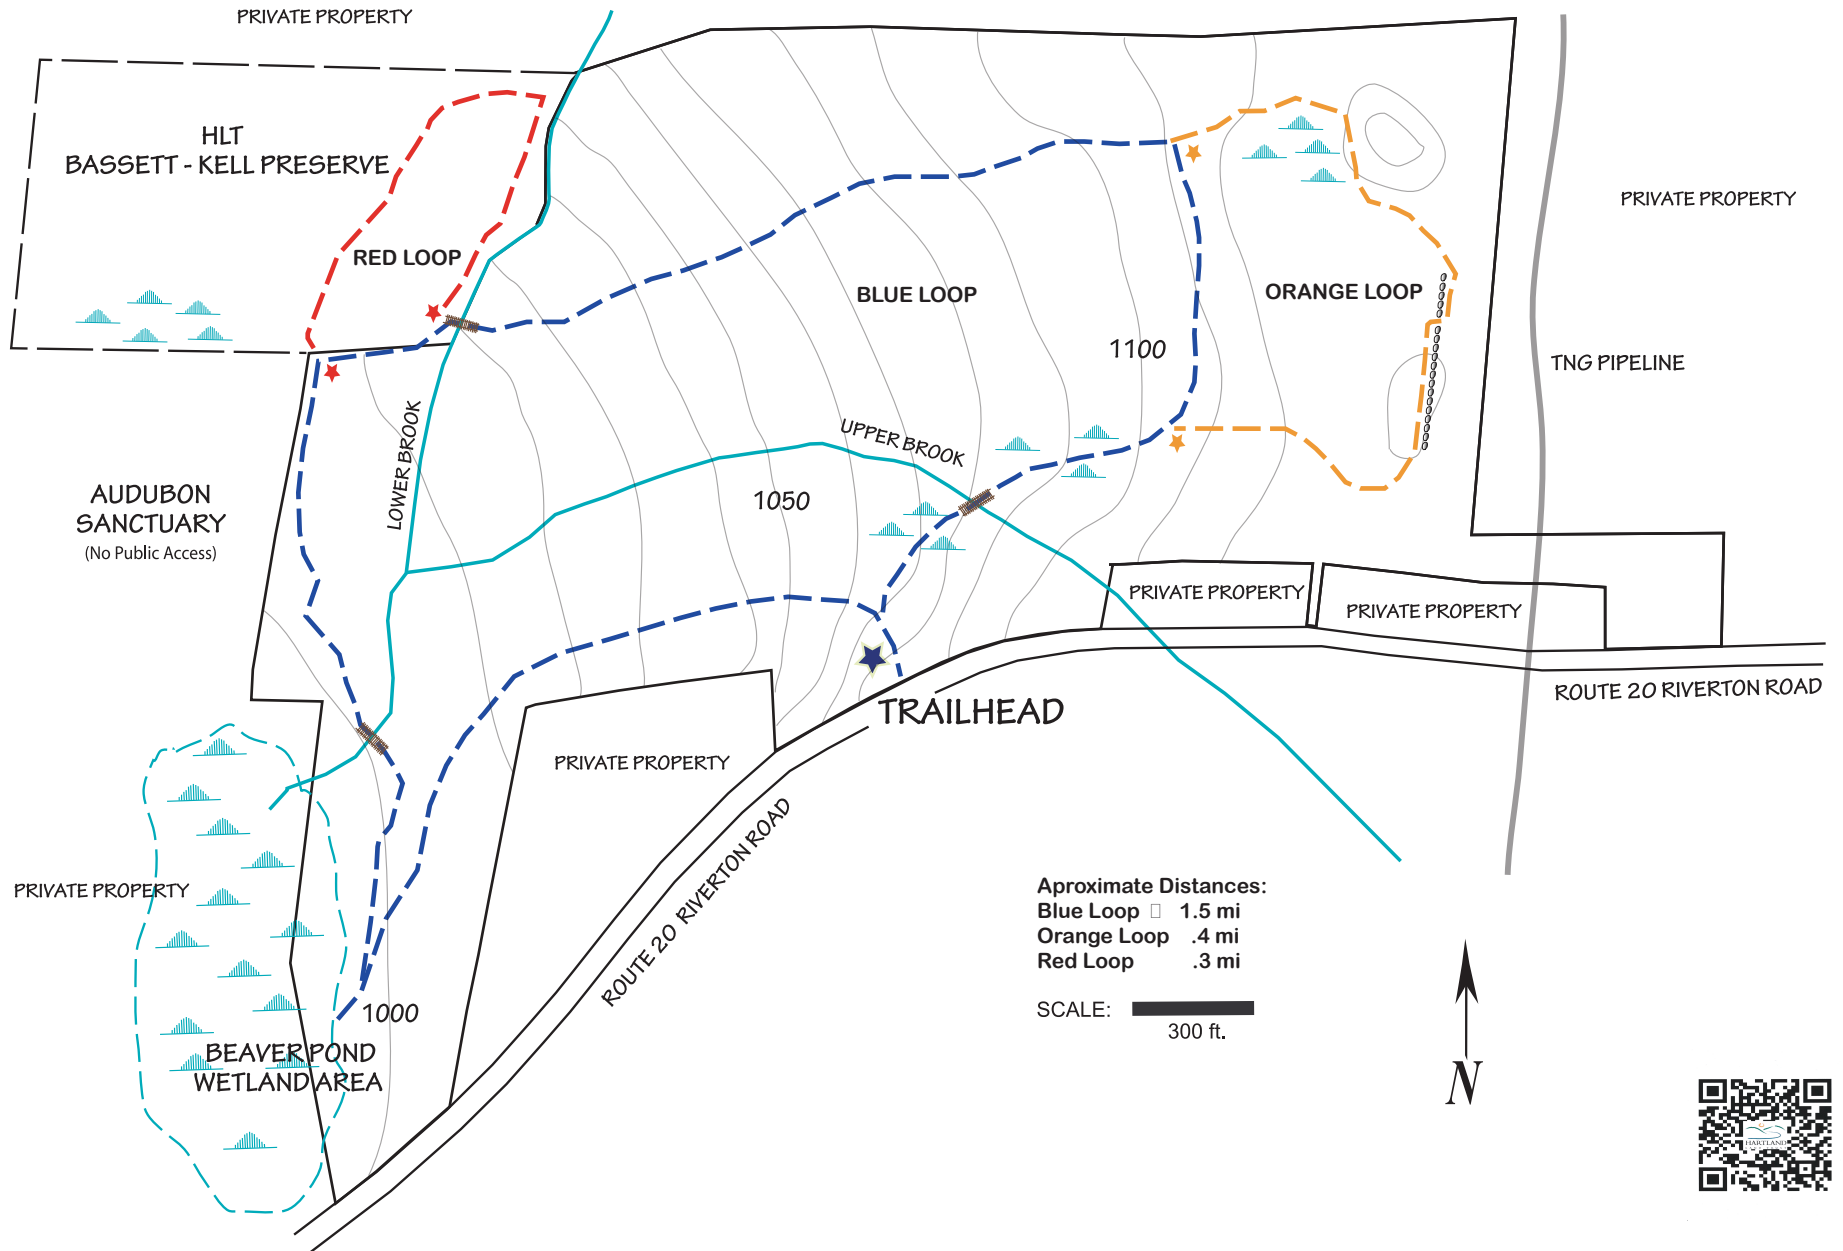 PRIVATE PROPERTY
HLT
BASSETT - KELL PRESERVE
PRIVATE PROPERTY
RED LOOP
BLUE LOOP
ORANGE LOOP
1100
TNG PIPELINE
LOWER BROOK
UPPER BROOK
1050
AUDUBON
SANCTUARY
(No Public Access)
PRIVATE PROPERTY
PRIVATE PROPERTY
ROUTE 20 RIVERTON ROAD
TRAILHEAD
PRIVATE PROPERTY
ROUTE 20 RIVERTON ROAD
PRIVATE PROPERTY
Aproximate Distances:
Blue Loop 1.5 mi
Orange Loop .4 mi
Red Loop .3 mi
SCALE:
300 ft.
1000
BEAVER POND
WETLAND AREA
N
HARTLAND